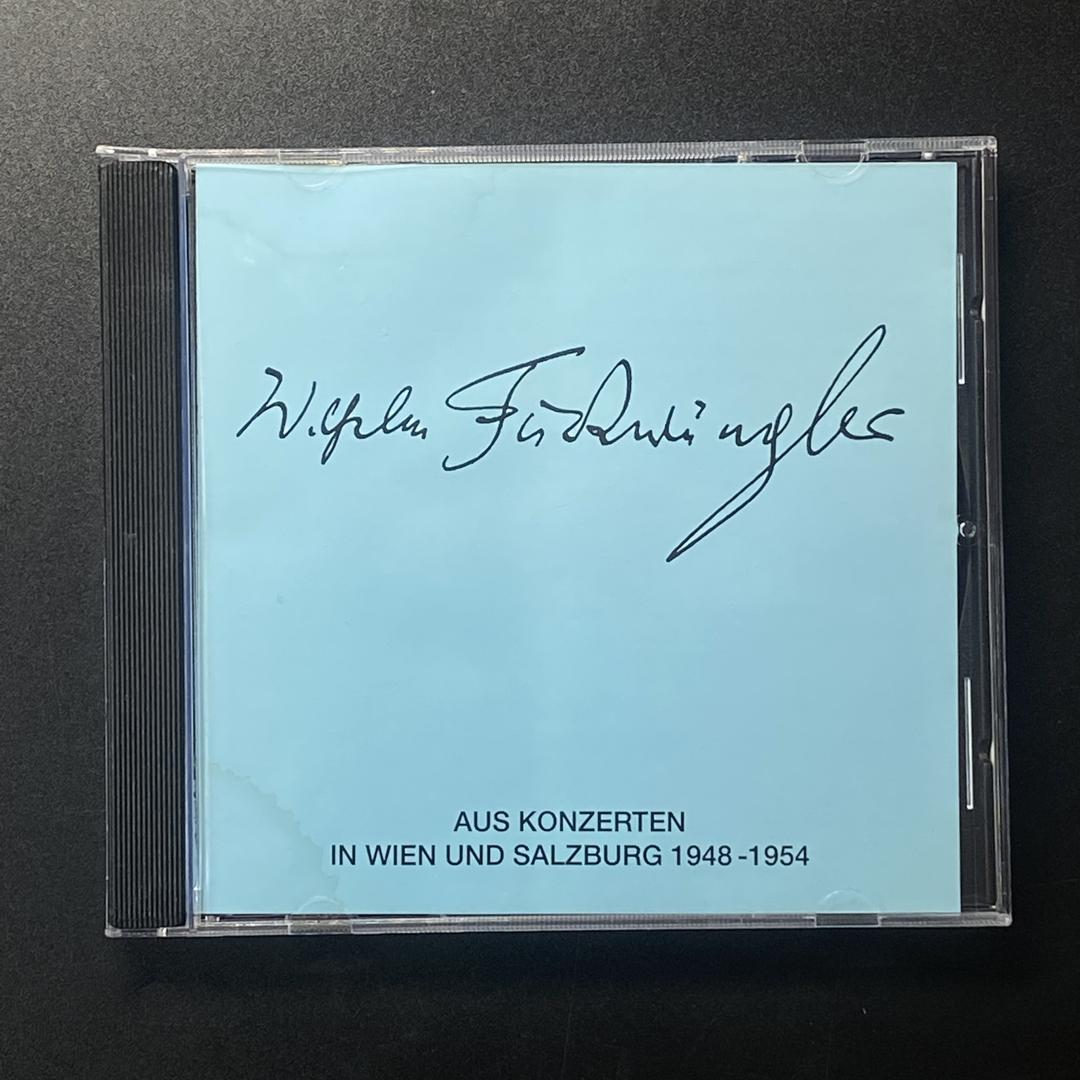 Wilhelm Furtwängler
AUS KONZERTEN
IN WIEN UND SALZBURG 1948-1954